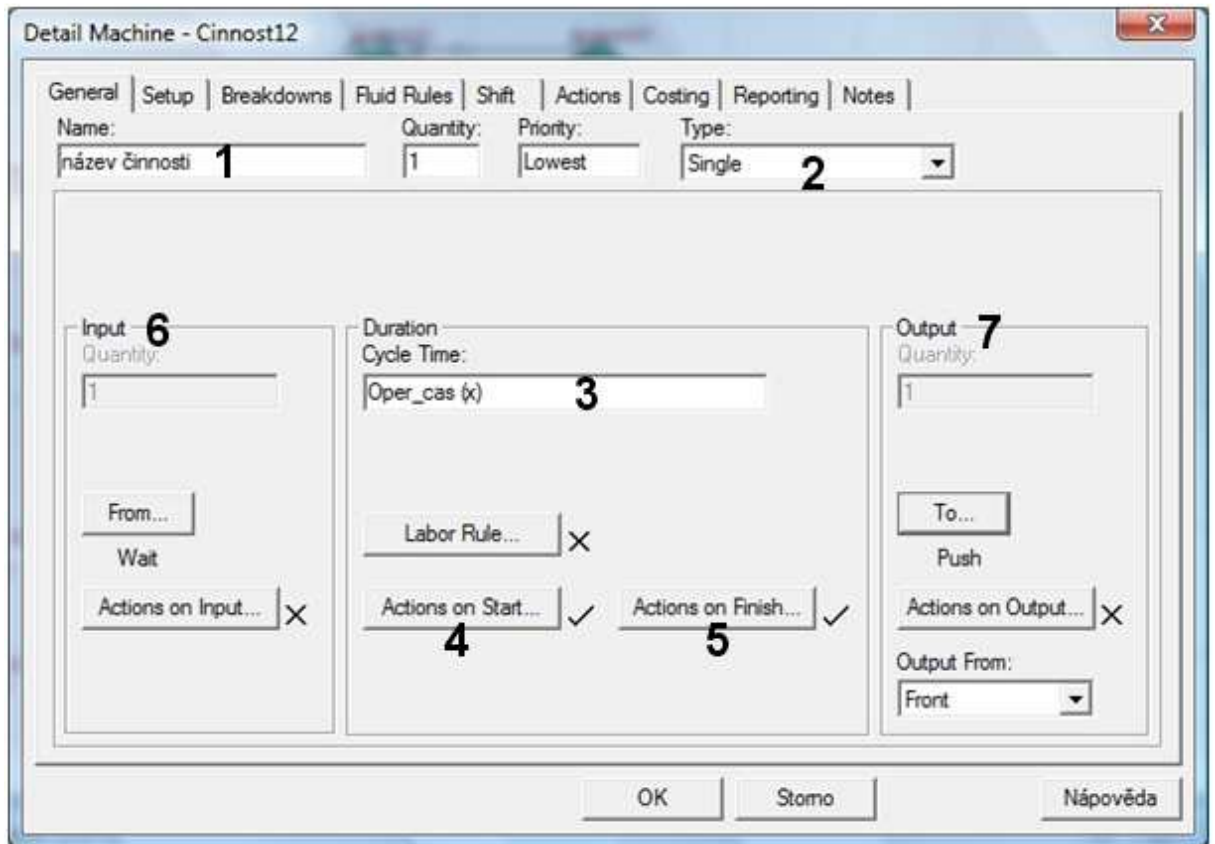 Detail Machine - Cinnost12
General Setup Breakdowns Fluid Rules Shift Actions Costing Reporting Notes
Name: Quantity: Priority: Type:
název činnosti 1 1 Lowest Single 2
Input 6 Duration Output 7
Quantity: Cycle Time: Quantity:
1 Oper_cas (x) 3 1
From... Labor Rule... To...
Wait Push
Actions on Input... Actions on Start... Actions on Finish... Actions on Output...
4 5
Output From:
Front
OK Storno Nápověda